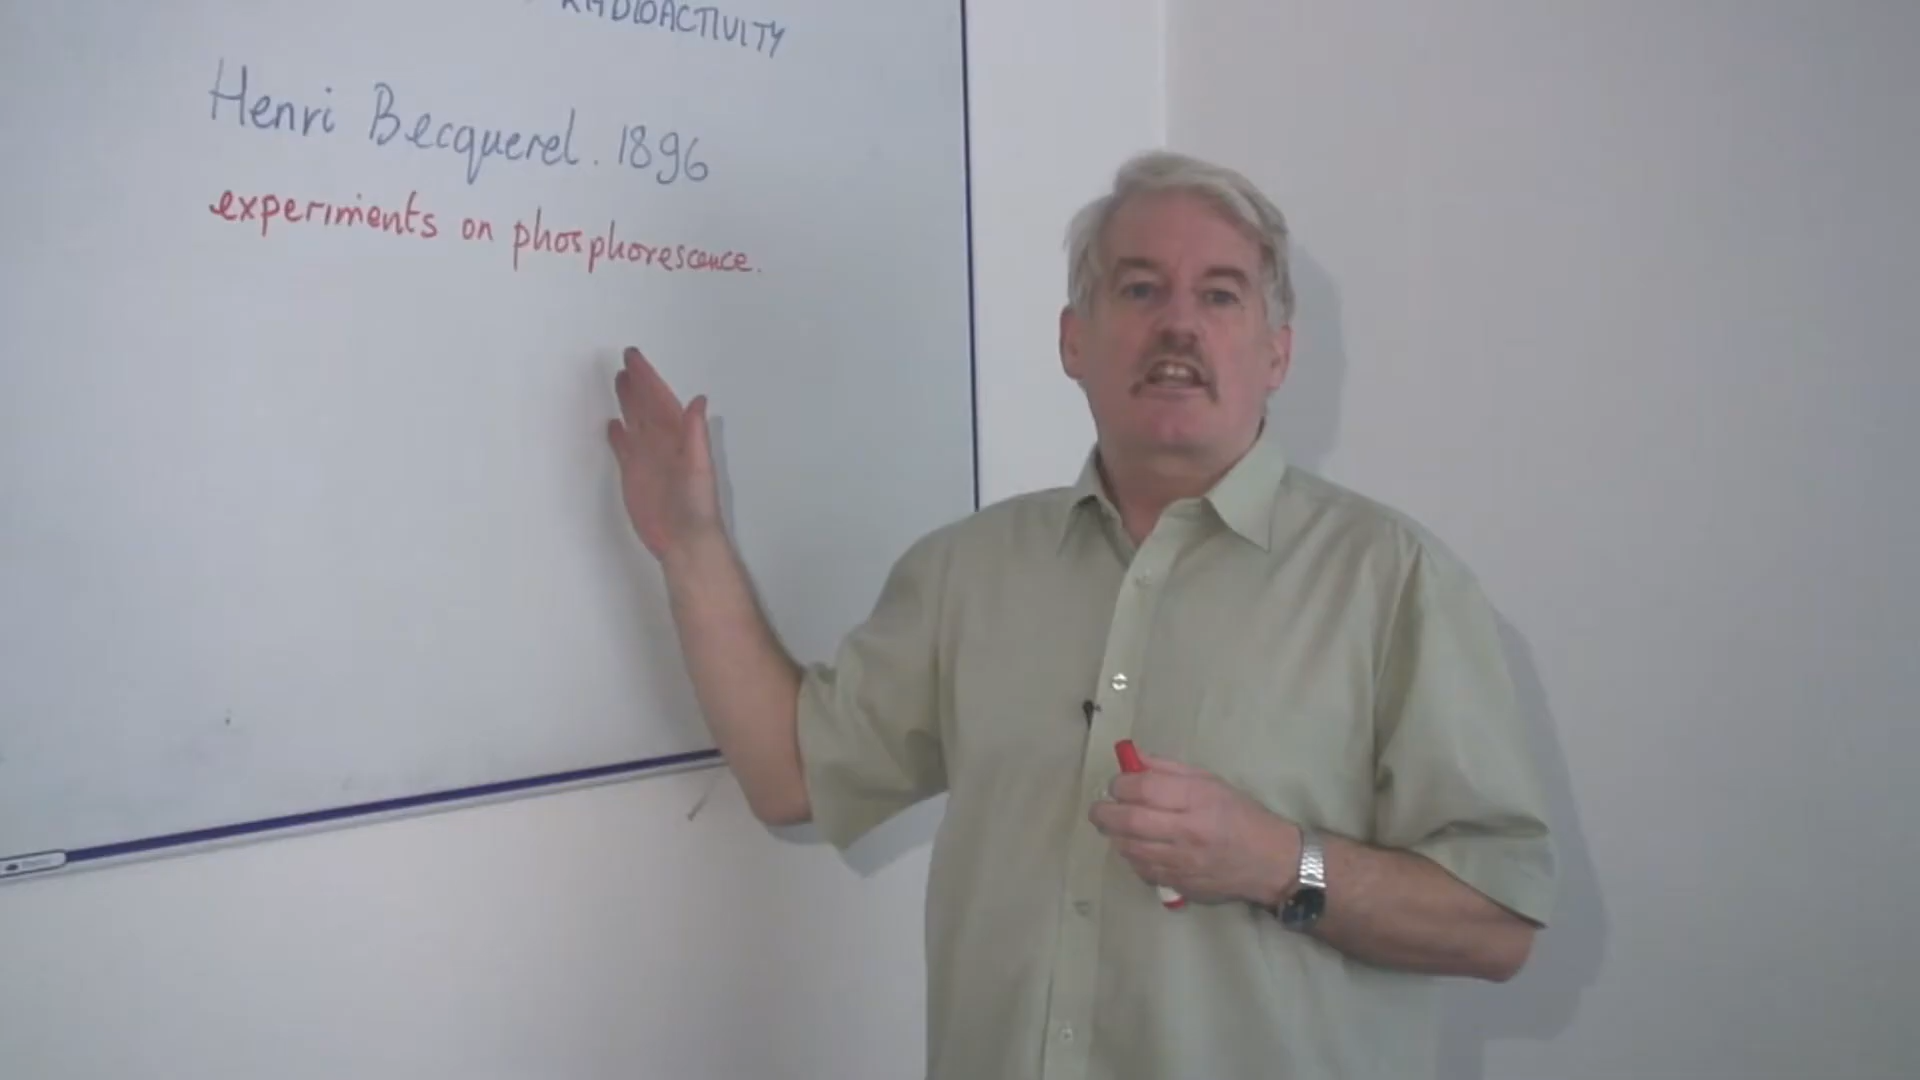 RADIOACTIVITY
Henri Becquerel. 1896
experiments on phosphorescence.